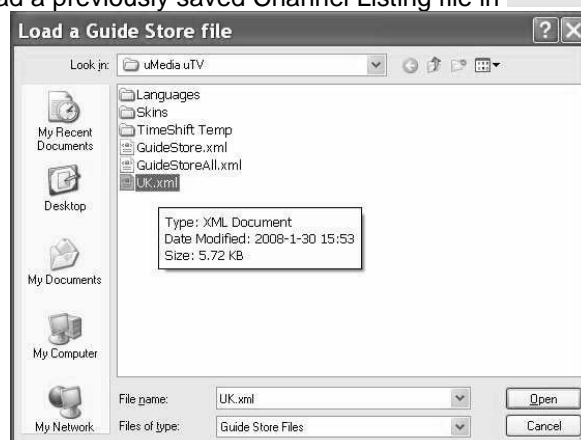 ad a previously saved Channel Listing file in
Load a Guide Store file
Look in: uMedia uTV
Languages
Skins
TimeShift Temp
GuideStore.xml
GuideStoreAll.xml
UK.xml
Type: XML Document
Date Modified: 2008-1-30 15:53
Size: 5.72 KB
My Recent
Documents
Desktop
My Documents
My Computer
My Network
File name: UK.xml Open
Files of type: Guide Store Files Cancel